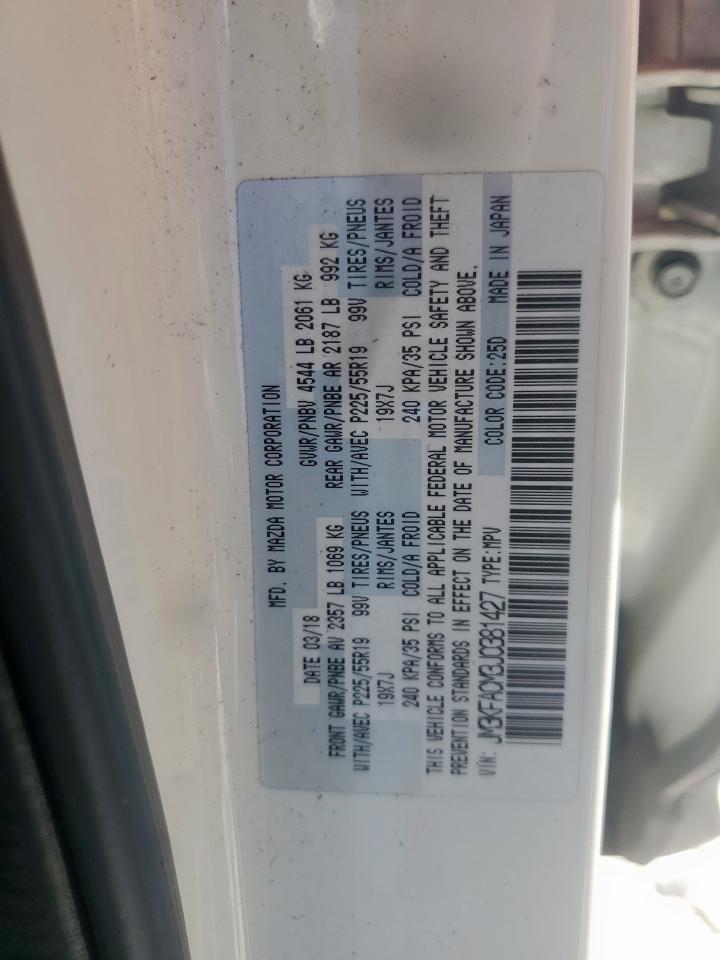 MFD. BY MAZDA MOTOR CORPORATION
DATE 03/18 GVWR/PNBV 4544 LB 2061 KG
FRONT GAWR/PNBE AV 2357 LB 1069 KG REAR GAWR/PNBE AR 2187 LB 992 KG
WITH/AVEC P225/55R19 99V TIRES/PNEUS WITH/AVEC P225/55R19 99V TIRES/PNEUS
19X7J RIMS/JANTES 19X7J RIMS/JANTES
240 KPA/35 PSI COLD/A FROID 240 KPA/35 PSI COLD/A FROID
THIS VEHICLE CONFORMS TO ALL APPLICABLE FEDERAL MOTOR VEHICLE SAFETY AND THEFT
PREVENTION STANDARDS IN EFFECT ON THE DATE OF MANUFACTURE SHOWN ABOVE.
VIN: JM3KFACM3J0381427 TYPE:MPV COLOR CODE:25D MADE IN JAPAN